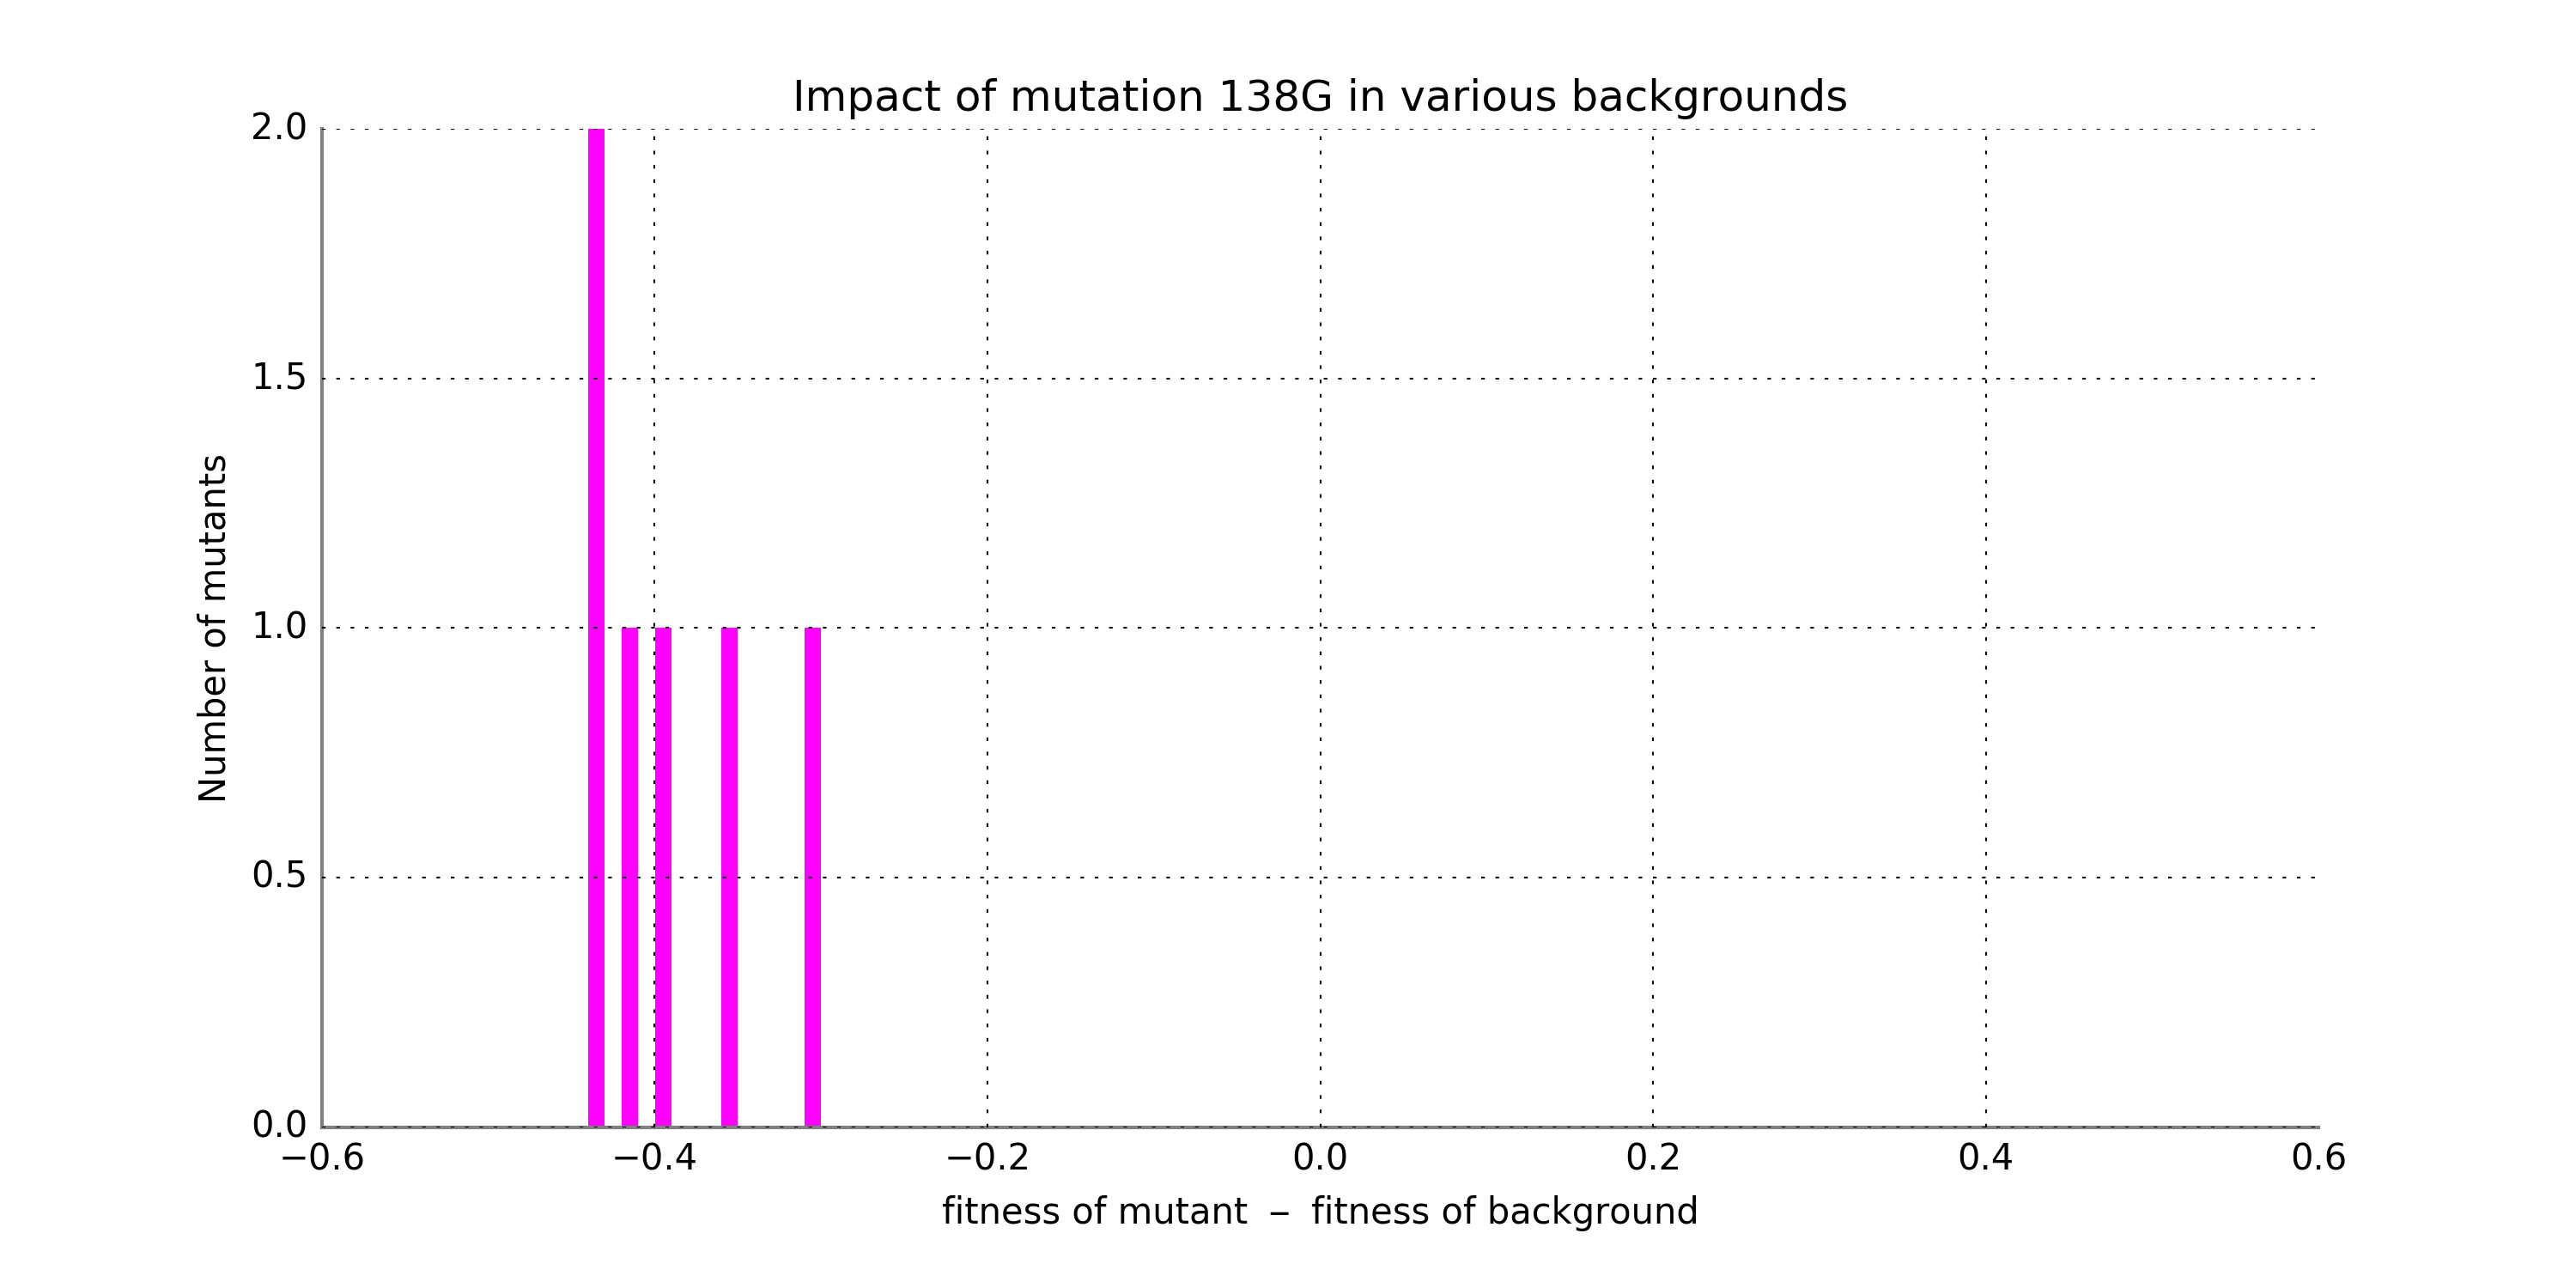 Impact of mutation 138G in various backgrounds
2.0
1.5
1.0
0.5
0.0
Number of mutants
−0.6 −0.4 −0.2 0.0 0.2 0.4 0.6
fitness of mutant − fitness of background